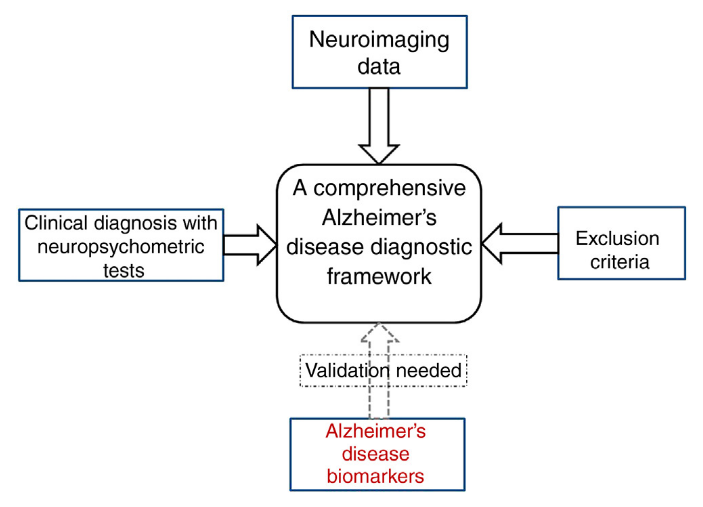 Neuroimaging
data
A comprehensive
Alzheimer’s
disease diagnostic
framework
Clinical diagnosis with
neuropsychometric
tests
Exclusion
criteria
Validation needed
Alzheimer’s
disease
biomarkers